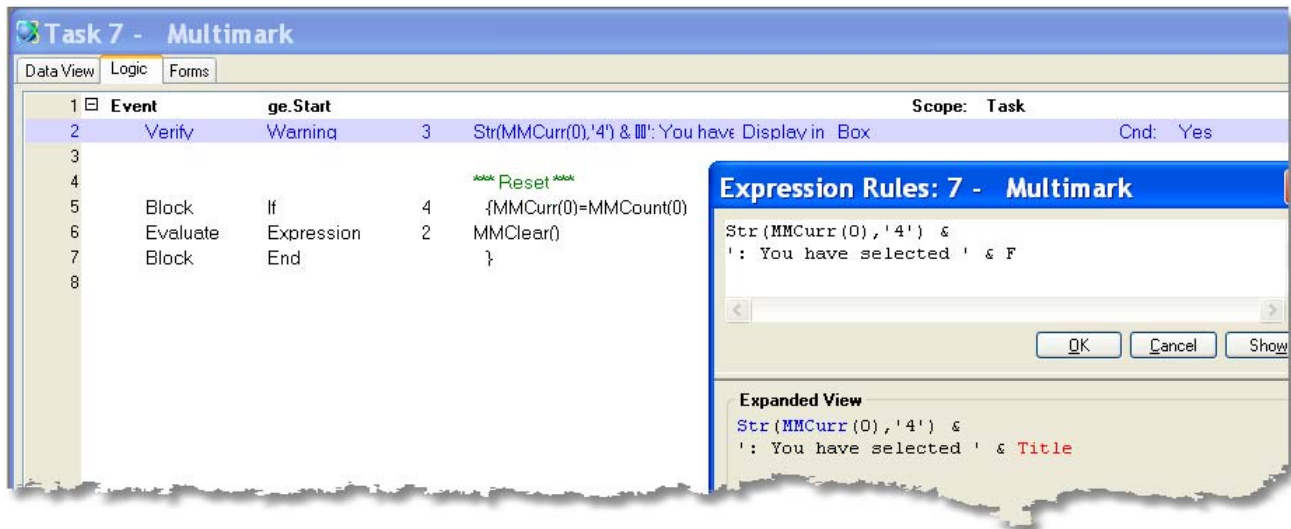 Task 7 - Multimark
Data View Logic Forms
1 Event ge.Start Scope: Task
2 Verify Warning 3 Str(MMCurr(0),'4') & ': You have Display in Box Cnd: Yes
3
4 *** Reset ***
5 Block If 4 {MMCurr(0)=MMCount(0)
6 Evaluate Expression 2 MMClear()
7 Block End }
8
Expression Rules: 7 - Multimark
Str(MMCurr(0),'4') &
': You have selected ' & F
OK Cancel Show
Expanded View
Str(MMCurr(0),'4') &
': You have selected ' & Title